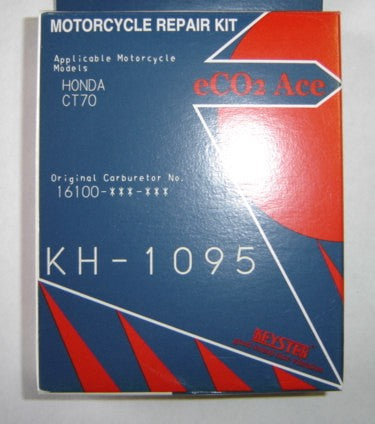 MOTORCYCLE REPAIR KIT
Applicable Motorcycle
Models
HONDA
CT70
eCO2 Ace
Original Carburetor No.
16100-***-***
KH-1095
KEYSTER